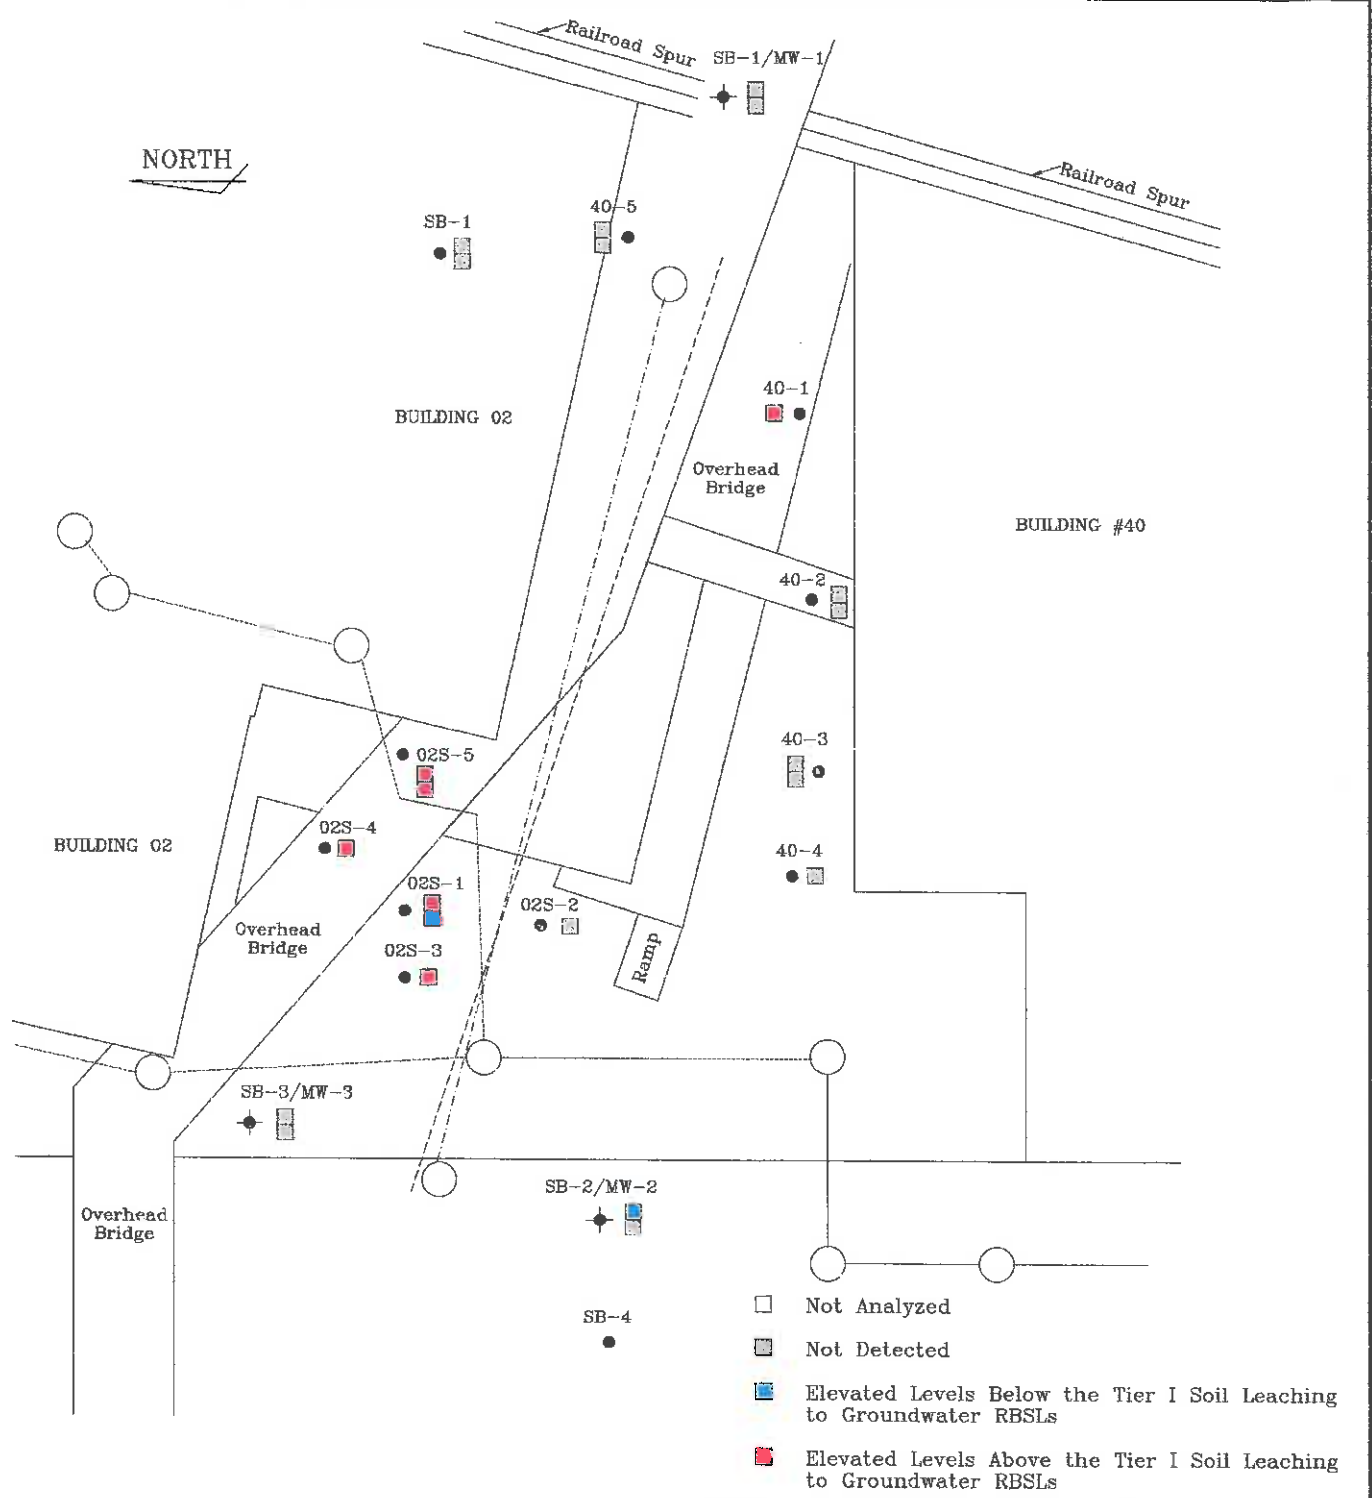 Railroad Spur
SB-1/MW-1
NORTH
Railroad Spur
SB-1
40-5
40-1
BUILDING 02
Overhead
Bridge
BUILDING #40
40-2
40-3
02S-5
02S-4
BUILDING 02
40-4
02S-1
02S-2
Overhead
Bridge
02S-3
Ramp
SB-3/MW-3
SB-2/MW-2
Overhead
Bridge
SB-4
Not Analyzed
Not Detected
Elevated Levels Below the Tier I Soil Leaching
to Groundwater RBSLs
Elevated Levels Above the Tier I Soil Leaching
to Groundwater RBSLs